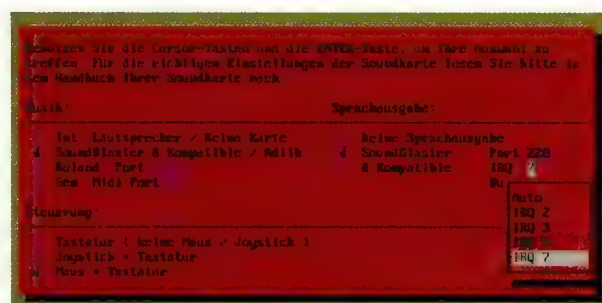 Benutzen Sie die Cursor-Tasten und die ENTER-Taste, um Ihre Auswahl zu
treffen. Für die richtigen Einstellungen der Soundkarte lesen Sie bitte in
dem Handbuch Ihrer Soundkarte nach
Musik: Sprachausgabe:
Int. Lautsprecher / Keine Karte keine Sprachausgabe
SoundBlaster & Kompatible / Adlib SoundBlaster Port 220
Roland Port & Kompatible IRQ 7
Gen Midi Port
Auto
IRQ 2
Steuerung:
IRQ 3
Tastatur ( keine Maus / Joystick )
Joystick + Tastatur IRQ 7
Maus + Tastatur